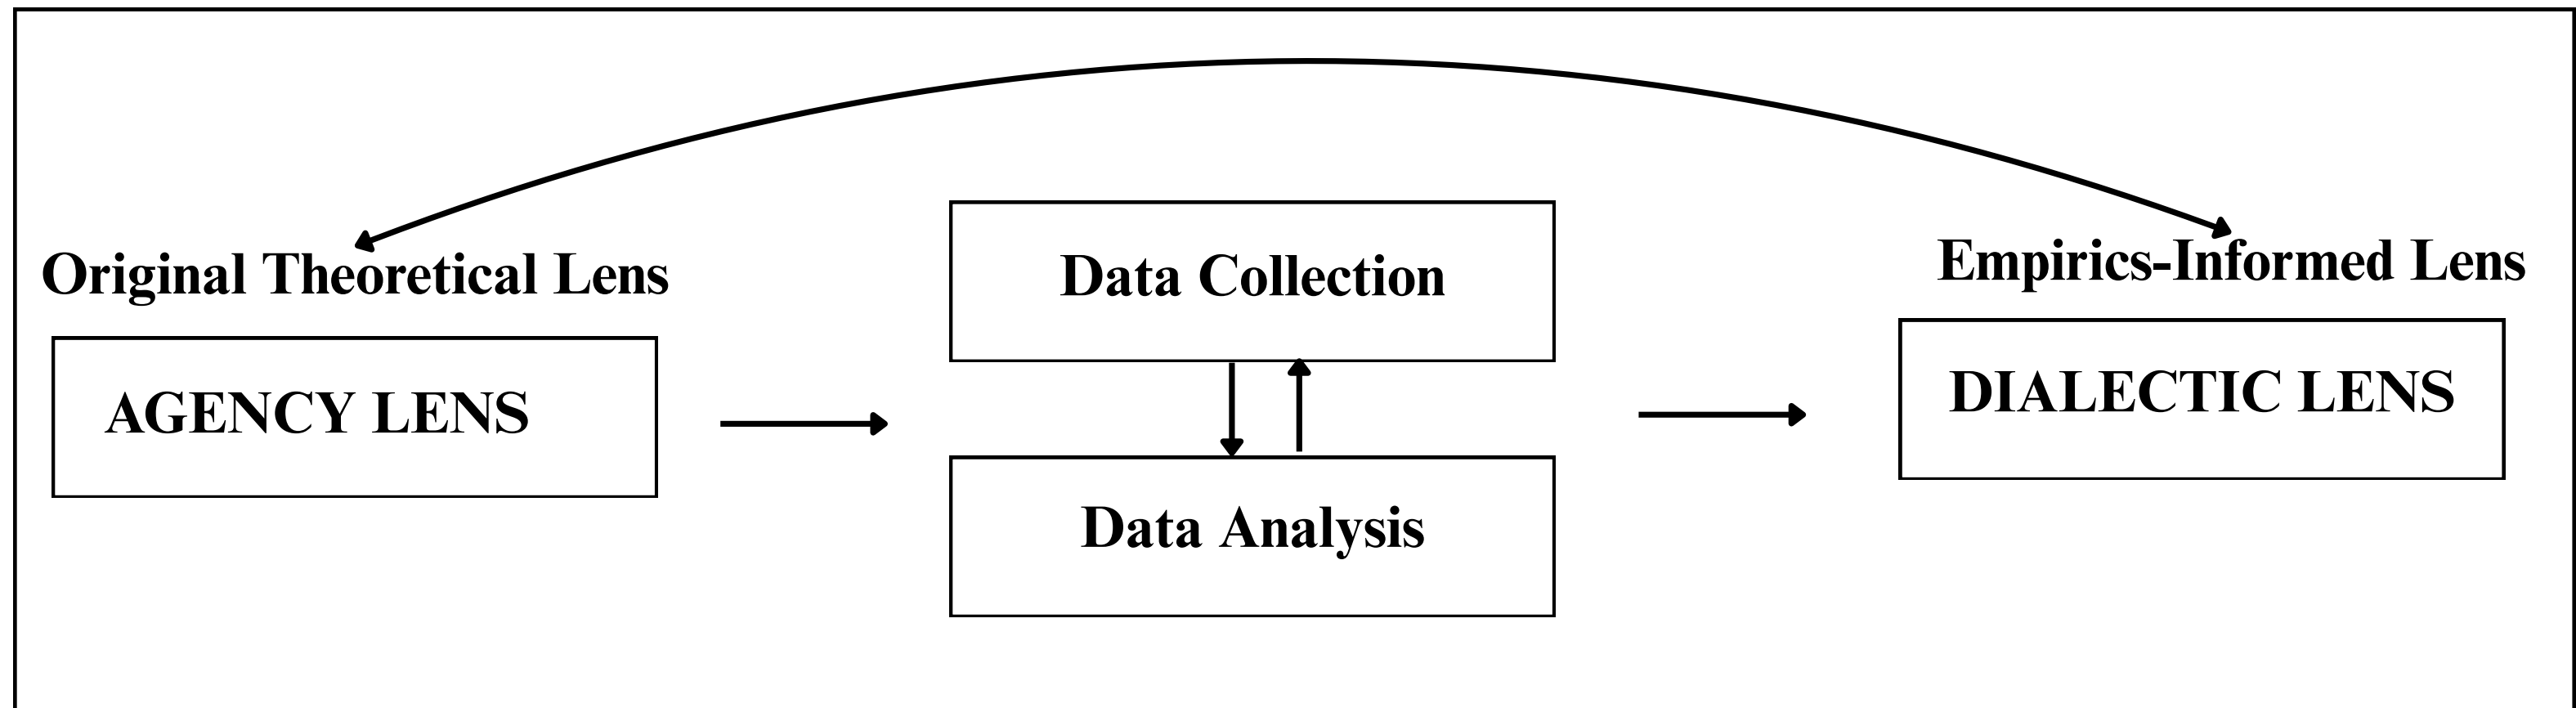 Original Theoretical Lens
AGENCY LENS
Data Collection
Data Analysis
Empirics-Informed Lens
DIALECTIC LENS